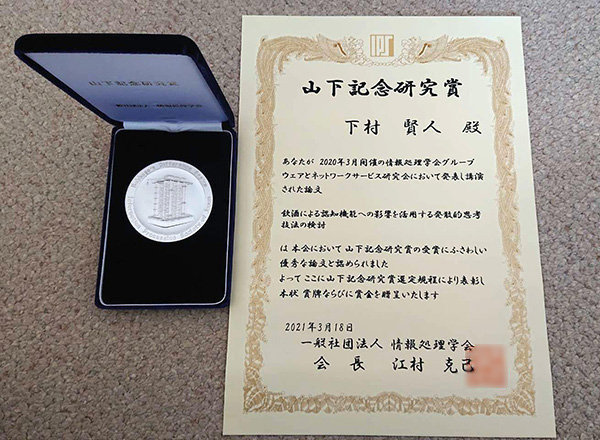 山下記念研究賞
IPSJ
山下記念研究賞
下村 賢人 殿
あなたが 2020年3月開催の情報処理学会グループ
ウェアとネットワークサービス研究会において発表し講演
された論文
飲酒による認知機能への影響を活用する発散的思考
技法の検討
は本会において山下記念研究賞の受賞にふさわしい
優秀な論文と認められました
よってここに山下記念研究賞選定規程により表彰し
本状 賞牌ならびに賞金を贈呈いたします
2021年3月18日
一般社団法人 情報処理学会
会長 江村 克己